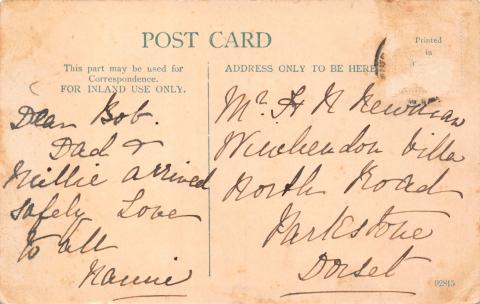 POST CARD
Printed
in
This part may be used for
Correspondence.
FOR INLAND USE ONLY.
ADDRESS ONLY TO BE HERE
Dear Bob.
Dad &
Millie arrived
safely Love
to all
Nannie
Mr H N Newman
Winchendon Villa
North Road
Parkstone
Dorset
92815